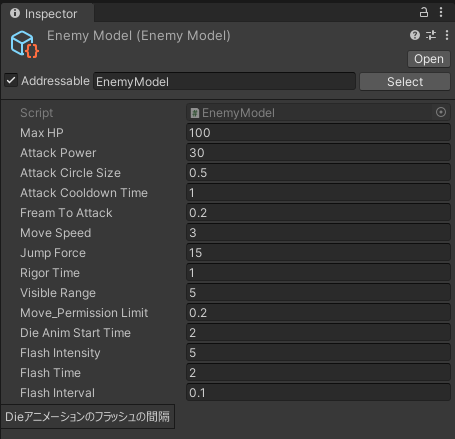 Inspector
Enemy Model (Enemy Model)
Open
Addressable EnemyModel Select
Script EnemyModel
Max HP 100
Attack Power 30
Attack Circle Size 0.5
Attack Cooldown Time 1
Fream To Attack 0.2
Move Speed 3
Jump Force 15
Rigor Time 1
Visible Range 5
Move_Permission Limit 0.2
Die Anim Start Time 2
Flash Intensity 5
Flash Time 2
Flash Interval 0.1
Dieアニメーションのフラッシュの間隔